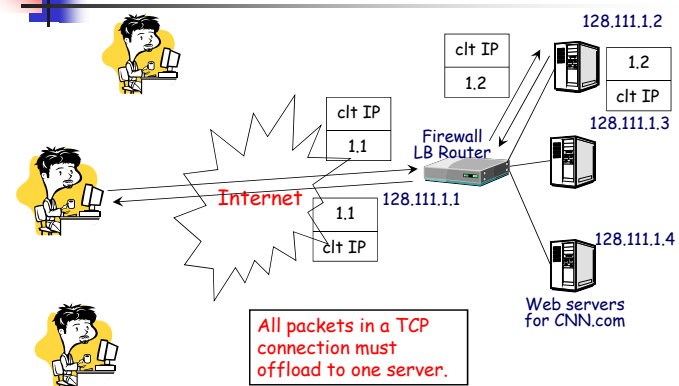 128.111.1.2
clt IP
1.2
1.2
clt IP
clt IP
1.1
128.111.1.3
Firewall
LB Router
Internet
128.111.1.1
1.1
clt IP
128.111.1.4
Web servers
for CNN.com
All packets in a TCP
connection must
offload to one server.